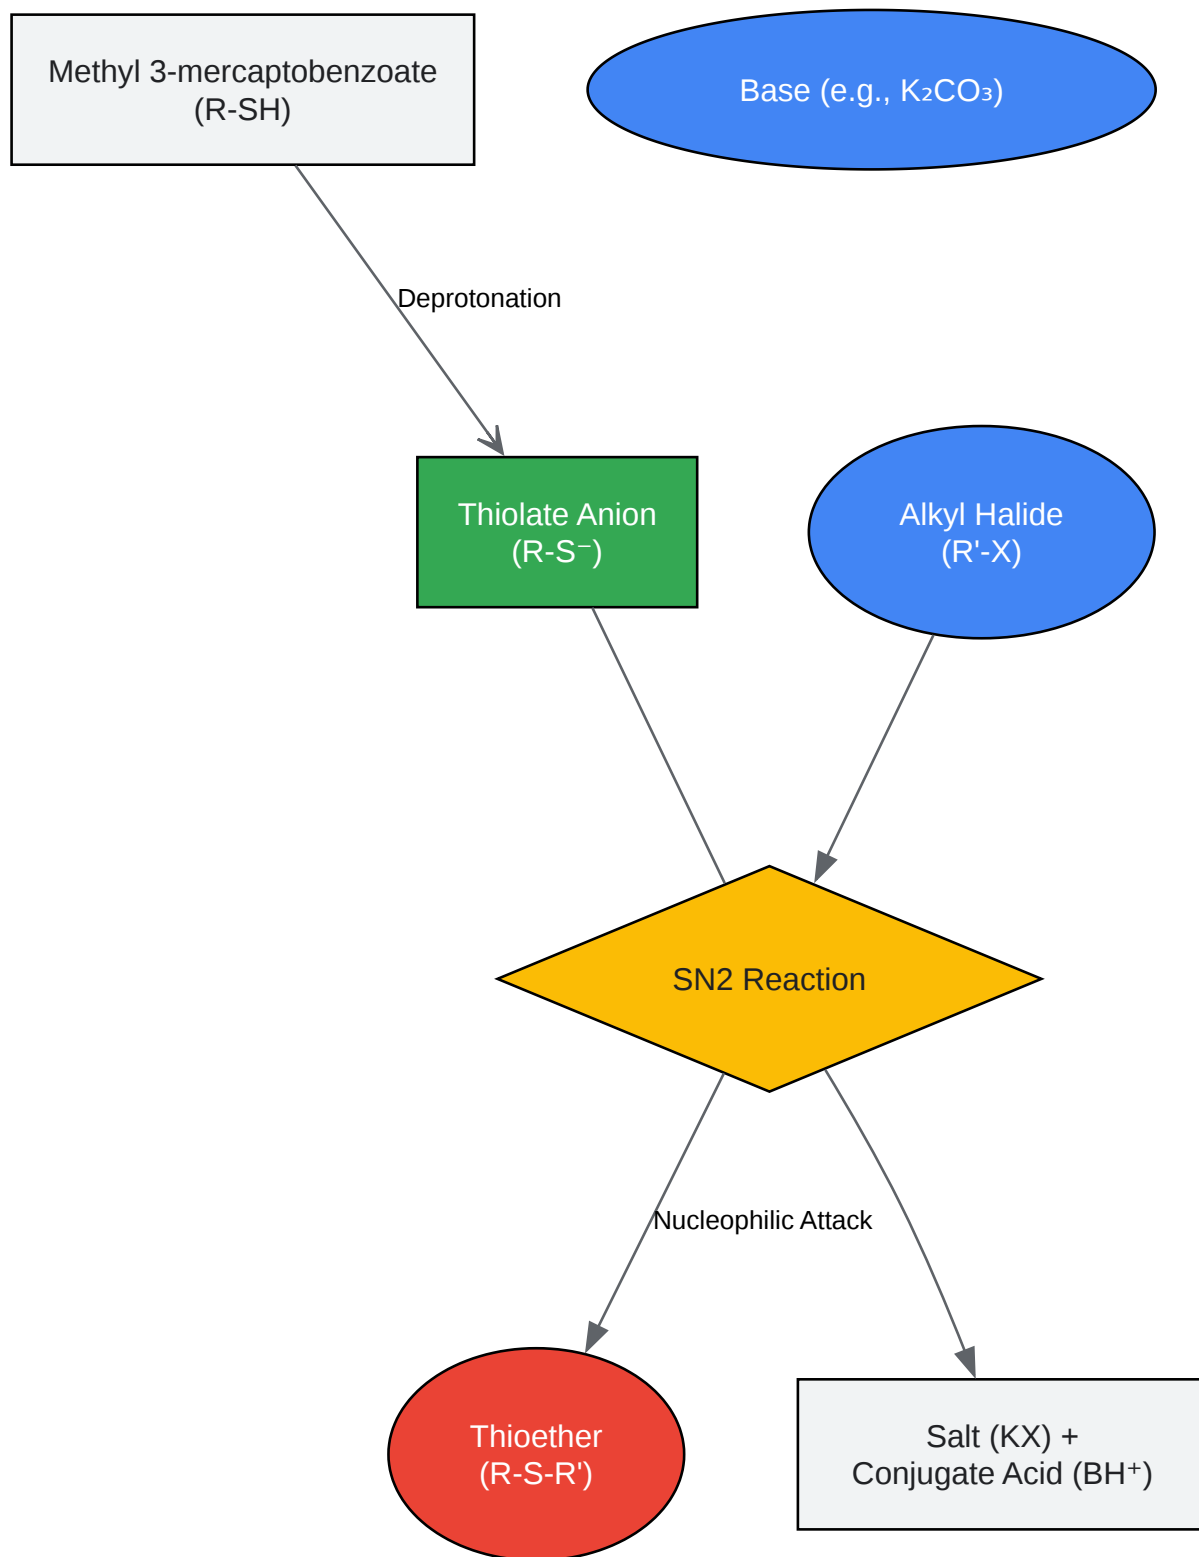 Methyl 3-mercaptobenzoate
(R-SH)
Base (e.g., K₂CO₃)
Deprotonation
Thiolate Anion
(R-S⁻)
Alkyl Halide
(R'-X)
SN2 Reaction
Nucleophilic Attack
Thioether
(R-S-R')
Salt (KX) +
Conjugate Acid (BH⁺)